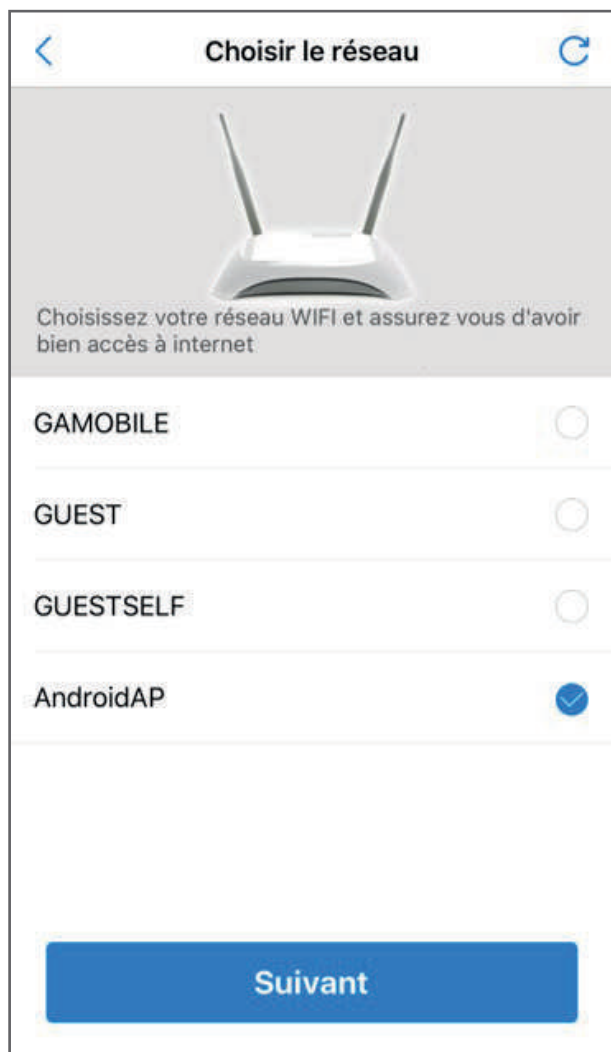 Choisir le réseau
Choisissez votre réseau WIFI et assurez vous d'avoir
bien accès à internet
GAMOBILE
GUEST
GUESTSELF
AndroidAP
Suivant